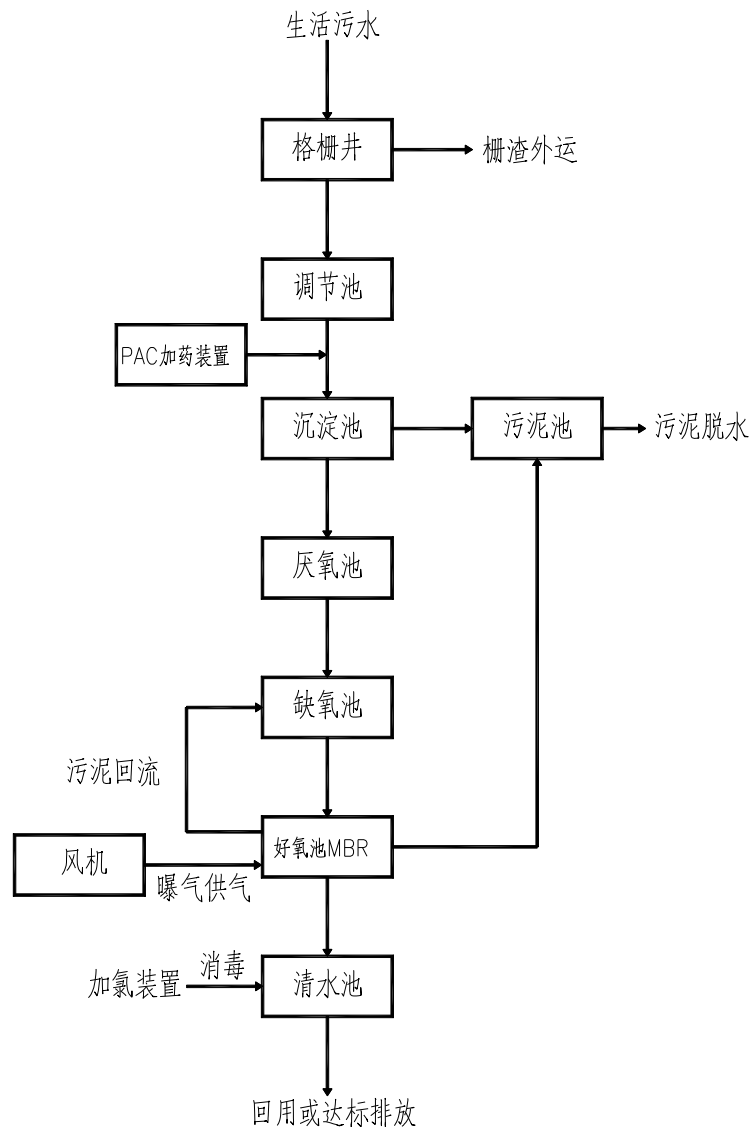 生活污水
格栅井
栅渣外运
调节池
PAC加药装置
沉淀池
污泥池
污泥脱水
厌氧池
缺氧池
污泥回流
好氧池MBR
风机
曝气供气
消毒
加氯装置
清水池
回用或达标排放